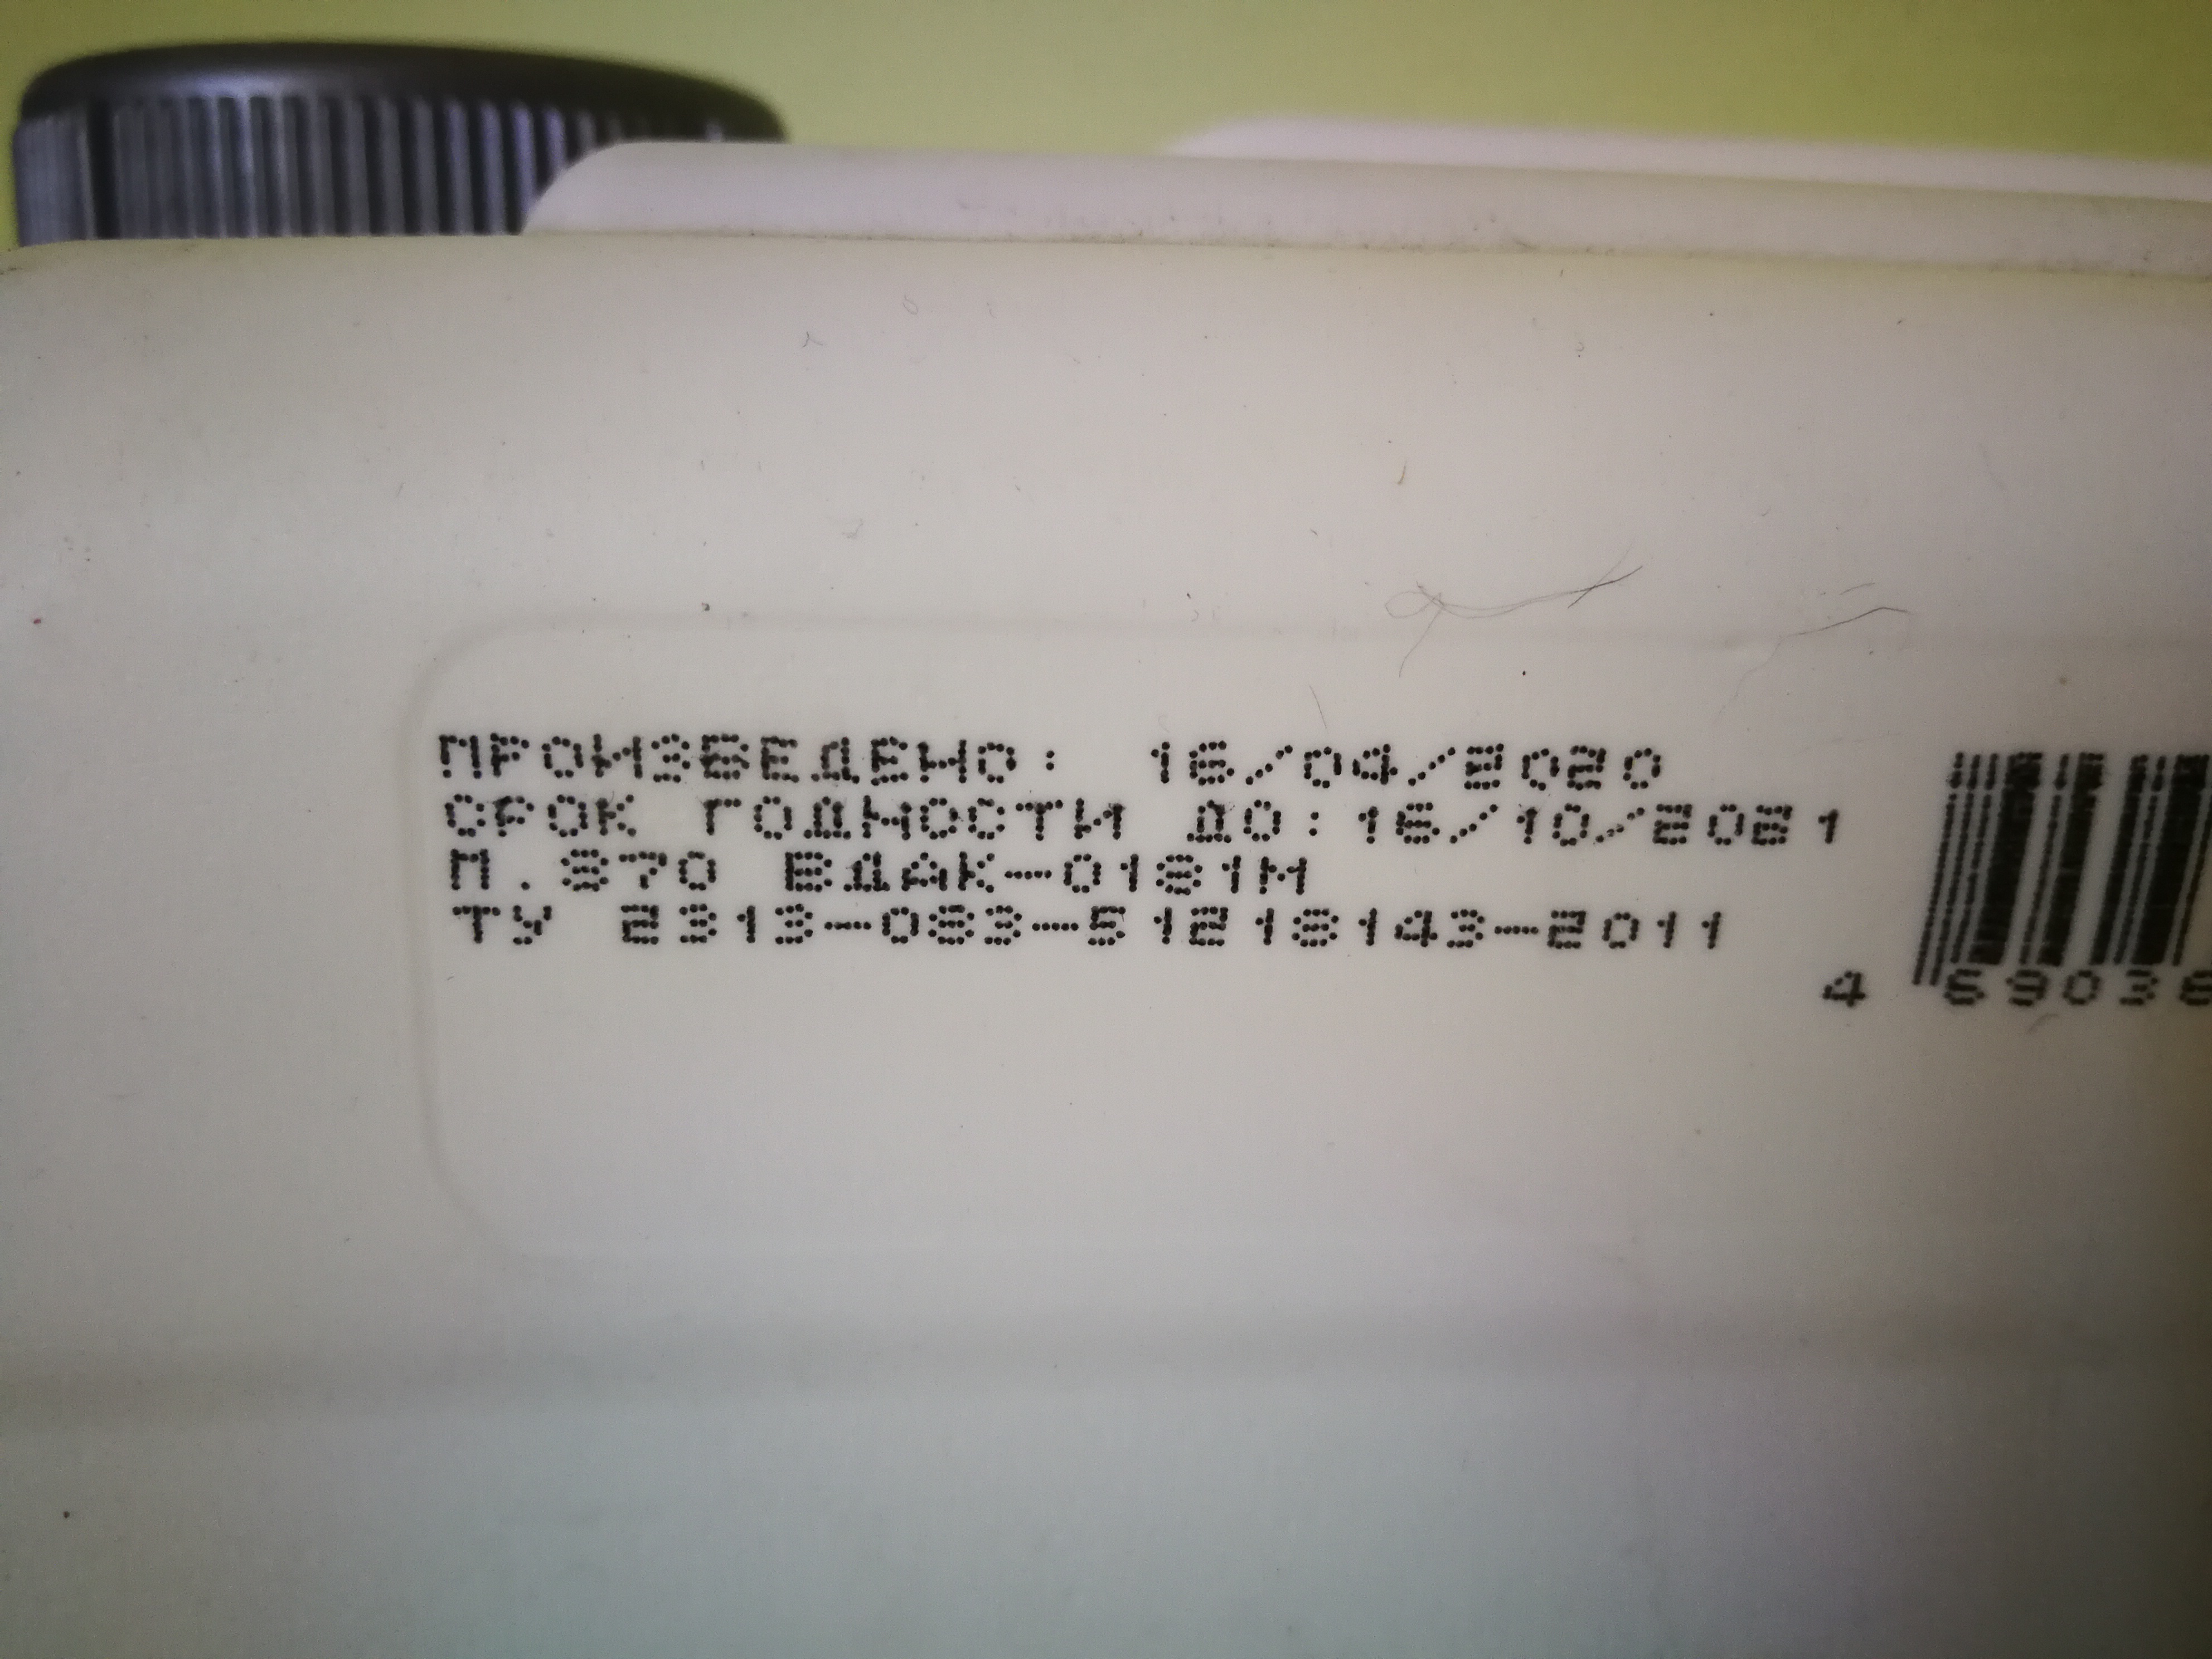 ПРОИЗВЕДЕНО: 16/04/2020
СРОК ГОДНОСТИ ДО:16/10/2021
П.870 ВДАК-0181М
ТУ 2313-083-51218143-2011
4 69036